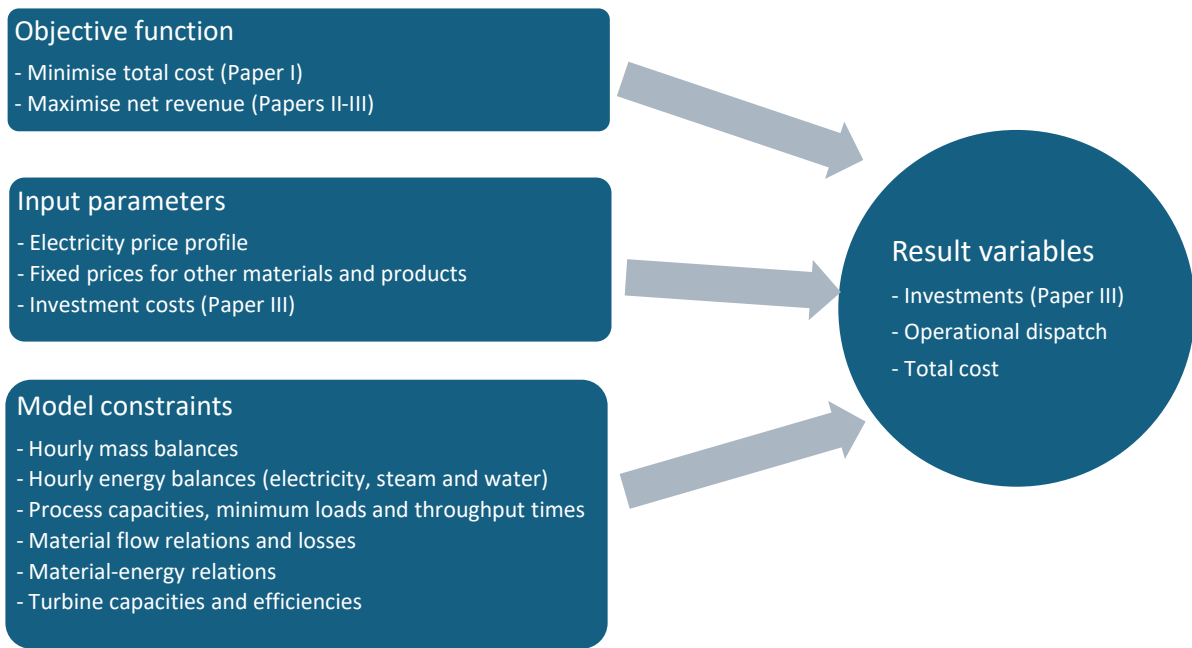 Objective function
- Minimise total cost (Paper I)
- Maximise net revenue (Papers II-III)
Input parameters
- Electricity price profile
- Fixed prices for other materials and products
- Investment costs (Paper III)
Model constraints
- Hourly mass balances
- Hourly energy balances (electricity, steam and water)
- Process capacities, minimum loads and throughput times
- Material flow relations and losses
- Material-energy relations
- Turbine capacities and efficiencies
Result variables
- Investments (Paper III)
- Operational dispatch
- Total cost